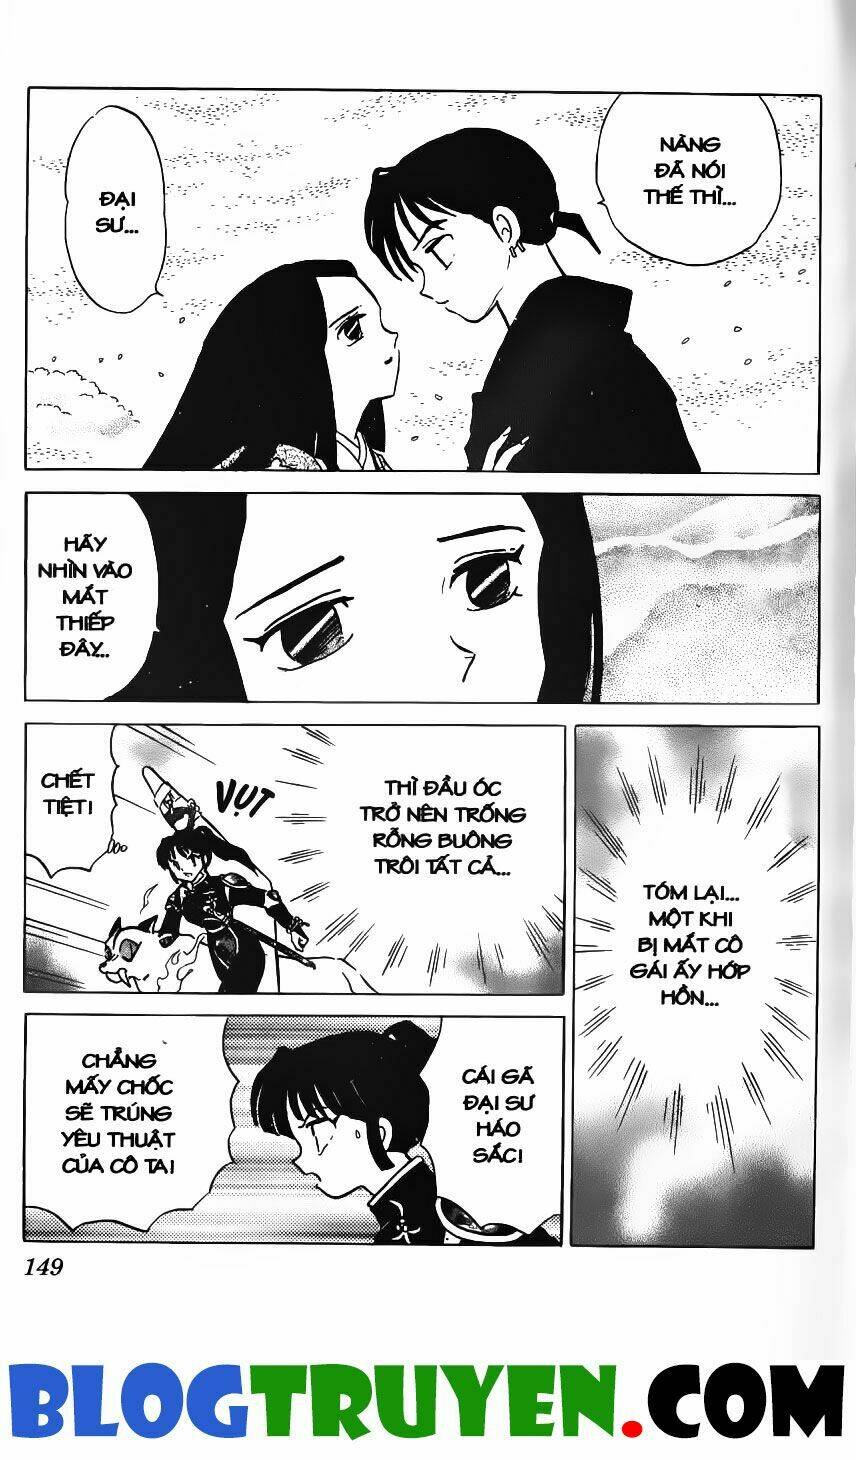 NÀNG
ĐÃ NÓI
THẾ THÌ...
ĐẠI
SƯ...
HÃY
NHÌN VÀO
MẮT
THIẾP
ĐÂY...
TÓM LẠI...
MỘT KHI
BỊ MẮT CÔ
GÁI ẤY HỚP
HỒN...
THÌ ĐẦU ÓC
TRỞ NÊN TRỐNG
RỖNG BUÔNG
TRÔI TẤT CẢ...
VỤT
CHẾT
TIỆT!
CÁI GÃ
ĐẠI SƯ
HÁO
SẮC!
CHẲNG
MẤY CHỐC
SẼ TRÚNG
YÊU THUẬT
CỦA CÔ TA!
149
BLOGTRUYEN.COM